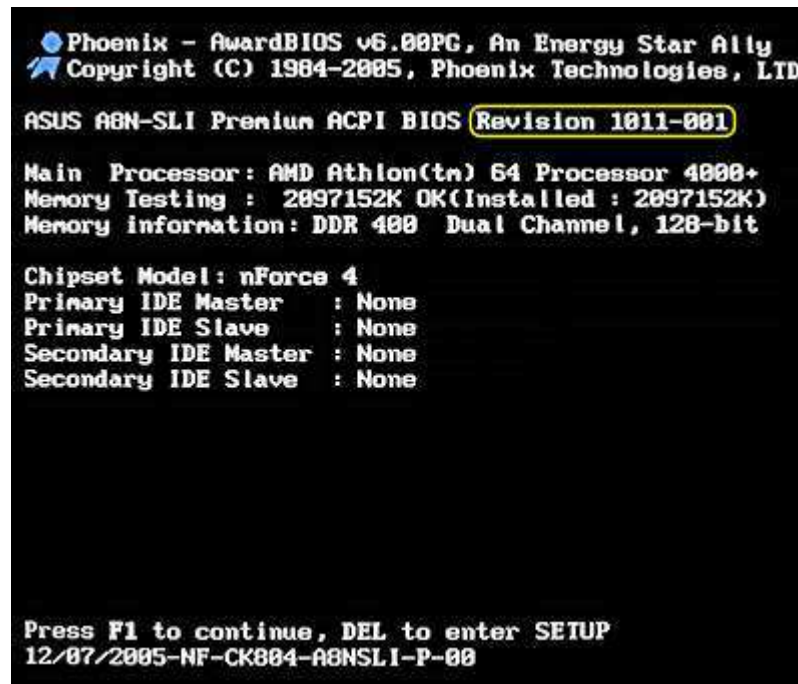 Phoenix - AwardBIOS v6.00PG, An Energy Star Ally
Copyright (C) 1984-2005, Phoenix Technologies, LTD
ASUS A8N-SLI Premium ACPI BIOS Revision 1011-001
Main Processor: AMD Athlon(tm) 64 Processor 4000+
Memory Testing : 2097152K OK(Installed : 2097152K)
Memory information: DDR 400 Dual Channel, 128-bit
Chipset Model: nForce 4
Primary IDE Master : None
Primary IDE Slave : None
Secondary IDE Master : None
Secondary IDE Slave : None
Press F1 to continue, DEL to enter SETUP
12/07/2005-NF-CK804-A8NSLI-P-00